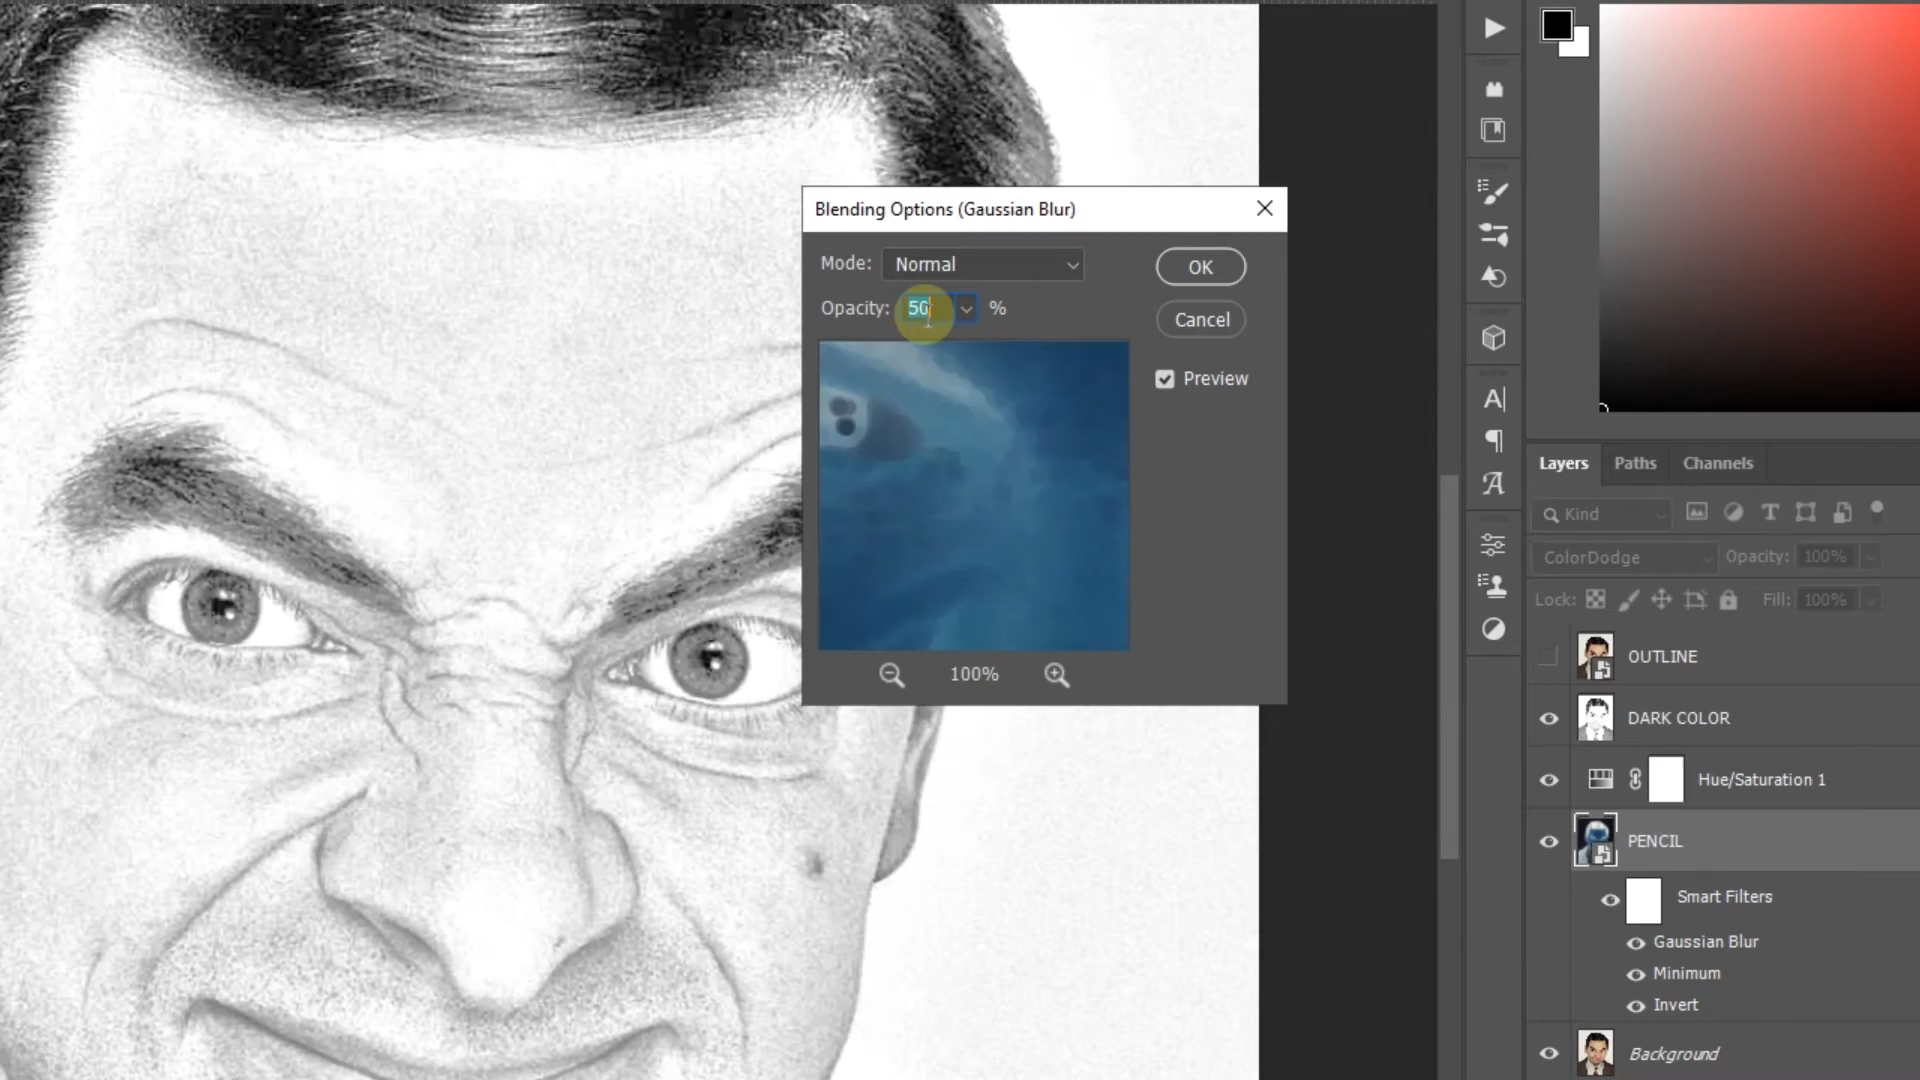 Blending Options (Gaussian Blur)
Mode: Normal
OK
Opacity: 50 %
Cancel
Preview
100%
Layers Paths Channels
Kind
ColorDodge Opacity: 100%
Lock: Fill: 100%
OUTLINE
DARK COLOR
Hue/Saturation 1
PENCIL
Smart Filters
Gaussian Blur
Minimum
Invert
Background